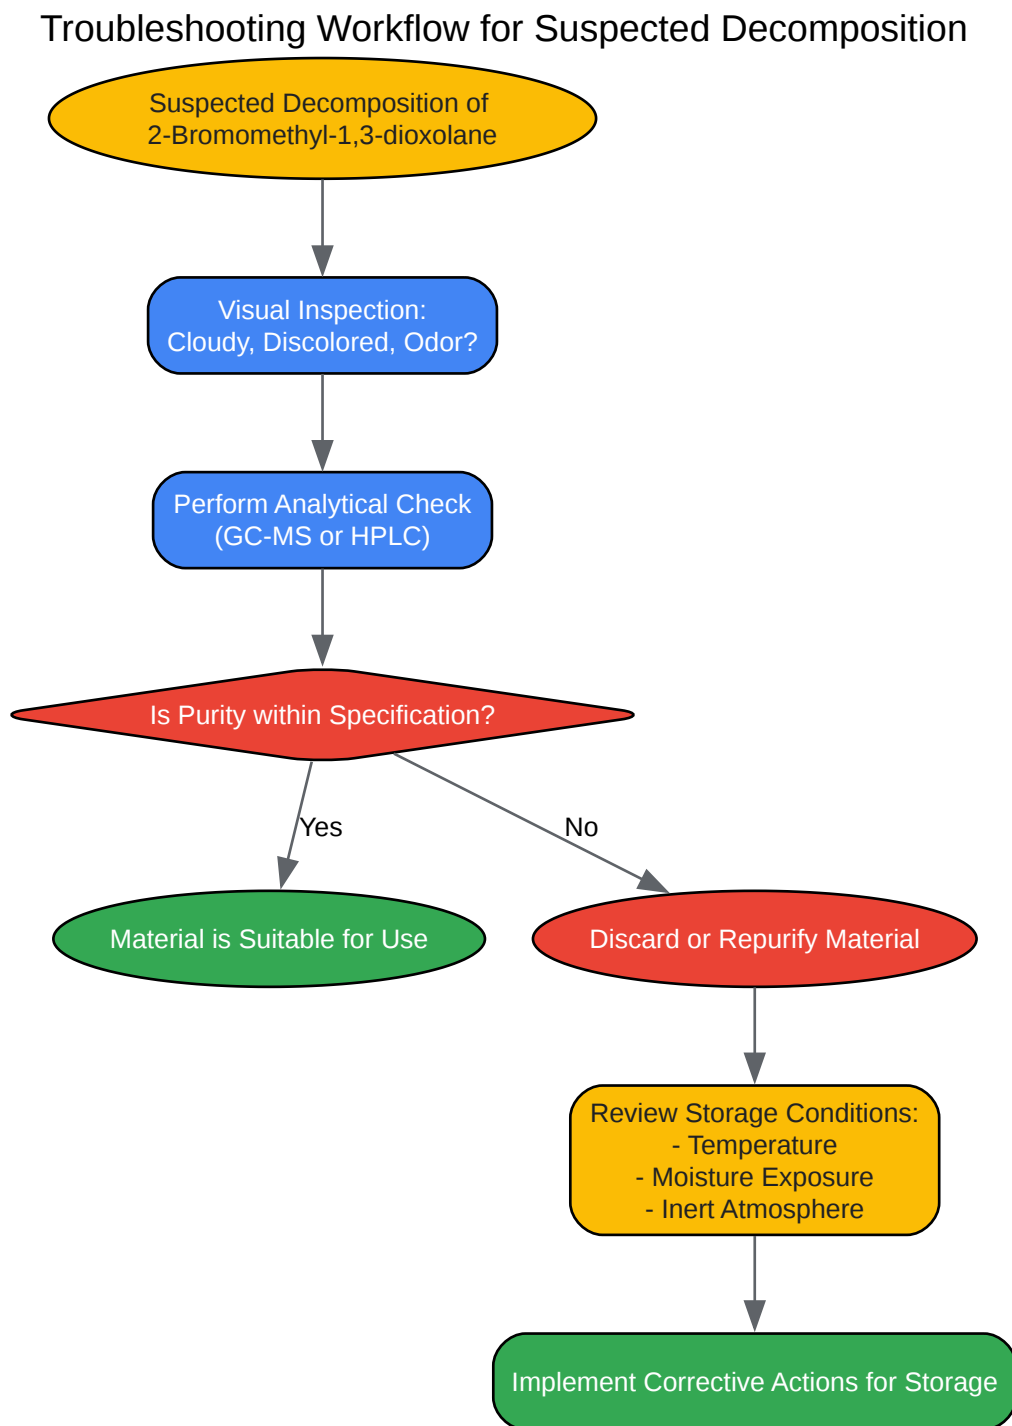 Troubleshooting Workflow for Suspected Decomposition
Suspected Decomposition of
2-Bromomethyl-1,3-dioxolane
Visual Inspection:
Cloudy, Discolored, Odor?
Perform Analytical Check
(GC-MS or HPLC)
Is Purity within Specification?
Yes
No
Material is Suitable for Use
Discard or Repurify Material
Review Storage Conditions:
- Temperature
- Moisture Exposure
- Inert Atmosphere
Implement Corrective Actions for Storage